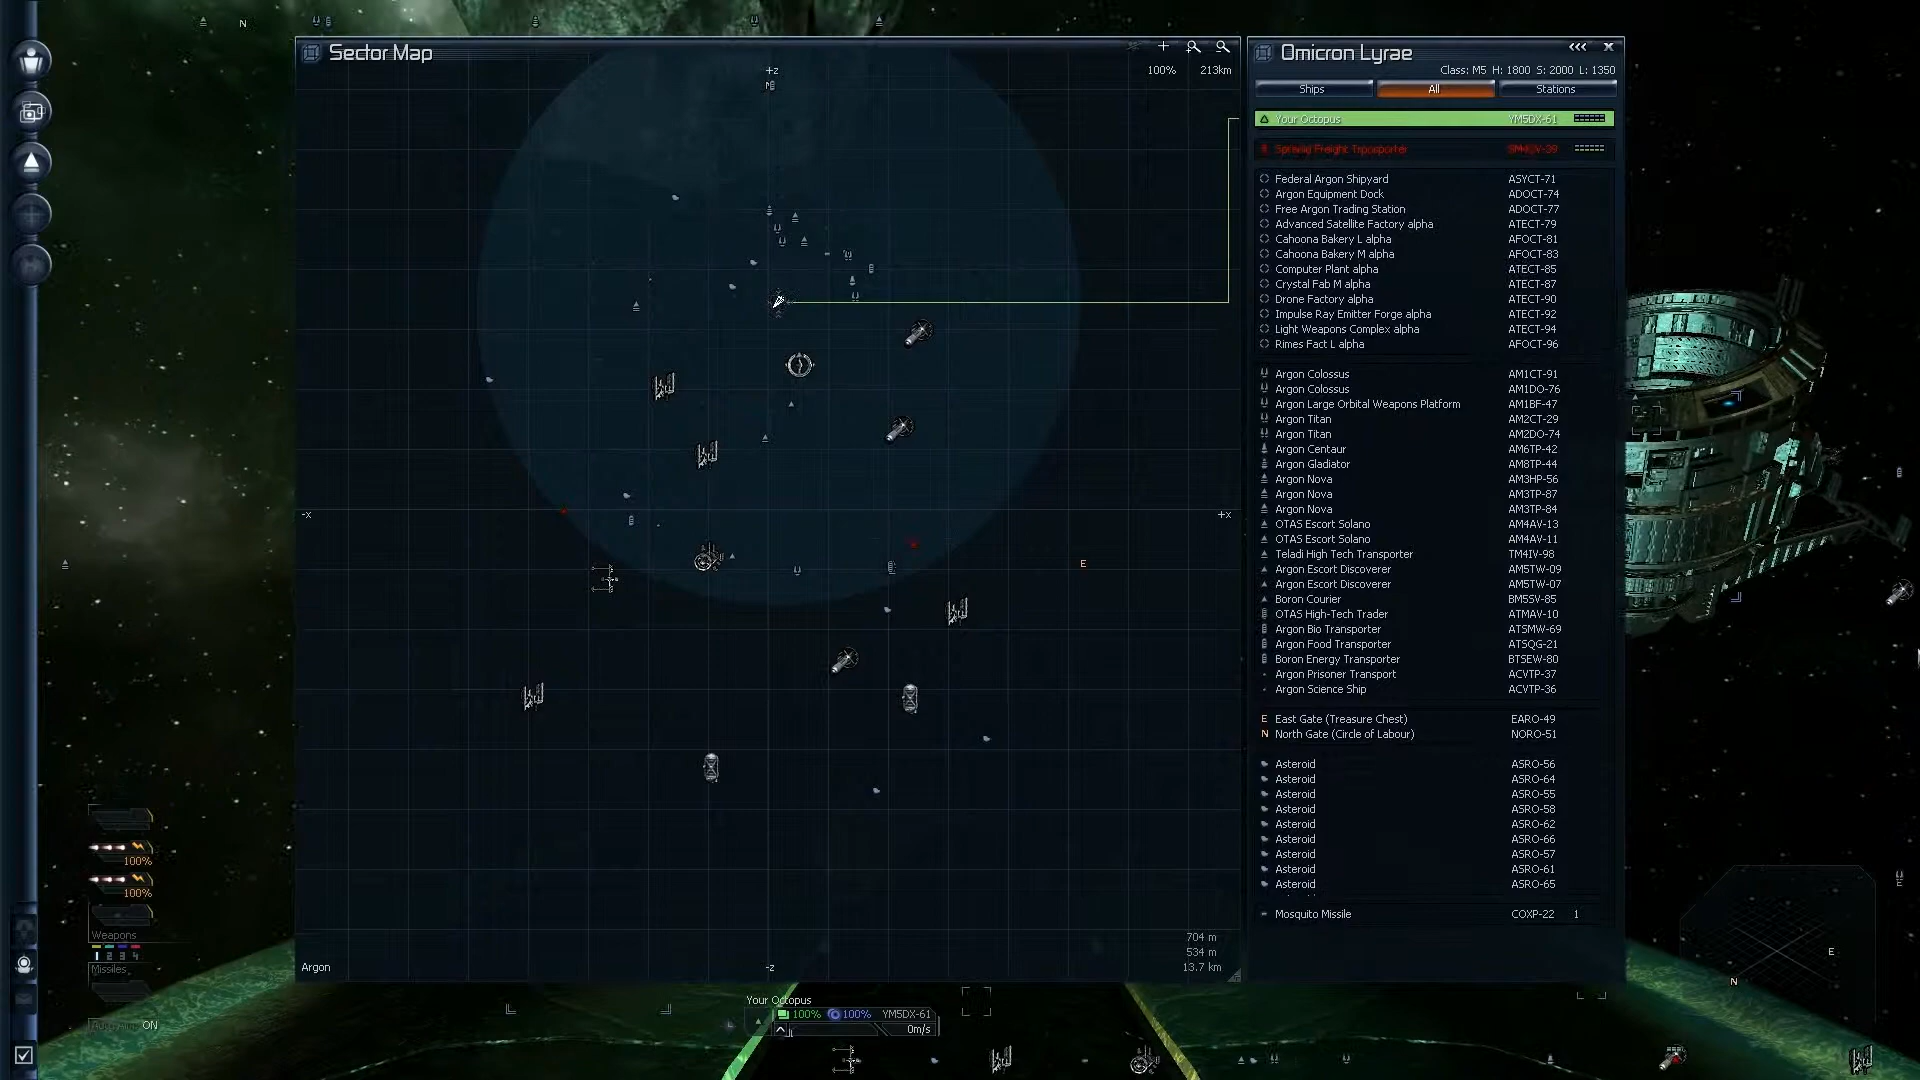 N
Sector Map
100%
213km
+z
N
-x
+x
E
704 m
534 m
13.7 km
Argon
-z
Omicron Lyrae
<<<
X
Class: M5 H: 1800 S: 2000 L: 1350
Ships
All
Stations
Your Octopus YM5DX-61
Freight
Federal Argon Shipyard ASYCT-71
Argon Equipment Dock ADOCT-74
Free Argon Trading Station ADOCT-77
Advanced Satellite Factory alpha ATECT-79
Cahoona Bakery L alpha AFOCT-81
Cahoona Bakery M alpha AFOCT-83
Computer Plant alpha ATECT-85
Crystal Fab M alpha ATECT-87
Drone Factory alpha ATECT-90
Impulse Ray Emitter Forge alpha ATECT-92
Light Weapons Complex alpha ATECT-94
Rimes Fact L alpha AFOCT-96
Argon Colossus AM1CT-91
Argon Colossus AM1DO-76
Argon Large Orbital Weapons Platform AM1BF-47
Argon Titan AM2CT-29
Argon Titan AM2DO-74
Argon Centaur AM6TP-42
Argon Gladiator AM8TP-44
Argon Nova AM3HP-56
Argon Nova AM3TP-87
Argon Nova AM3TP-84
OTAS Escort Solano AM4AV-13
OTAS Escort Solano AM4AV-11
Teladi High Tech Transporter TM4IV-98
Argon Escort Discoverer AM5TW-09
Argon Escort Discoverer AM5TW-07
Boron Courier BM5SV-85
OTAS High-Tech Trader ATMAV-10
Argon Bio Transporter ATSMW-69
Argon Food Transporter ATSQG-21
Boron Energy Transporter BTSEW-80
Argon Prisoner Transport ACVTP-37
Argon Science Ship ACVTP-36
E East Gate (Treasure Chest) EARO-49
N North Gate (Circle of Labour) NORO-51
Asteroid ASRO-56
Asteroid ASRO-64
Asteroid ASRO-55
Asteroid ASRO-58
Asteroid ASRO-62
Asteroid ASRO-66
Asteroid ASRO-57
Asteroid ASRO-61
Asteroid ASRO-65
Mosquito Missile COXP-22 1
100%
100%
Weapons
1 2 3 4
Missiles
ON
Your Octopus
100% 100% YM5DX-61
0m/s
E
N
E